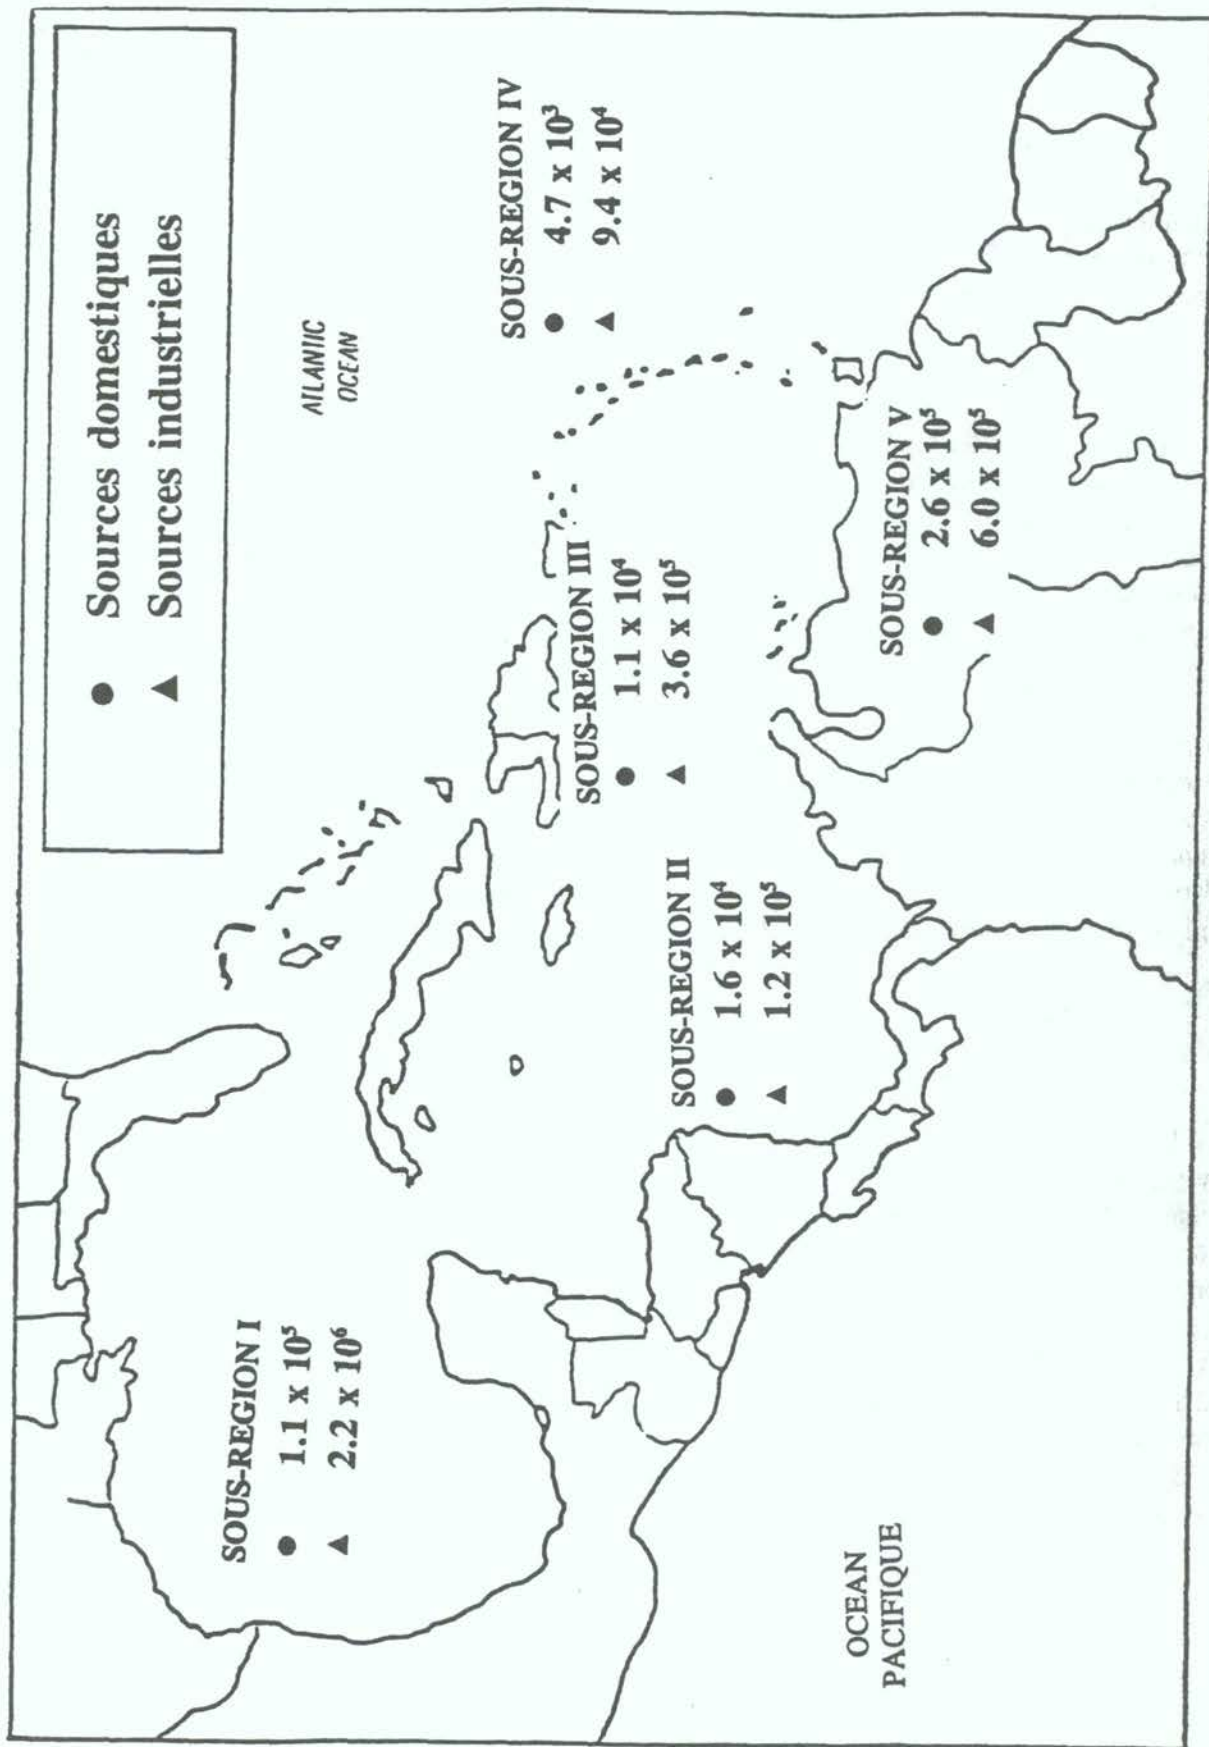 ● Sources domestiques
▲ Sources industrielles
AILANIIC
OCEAN
SOUS-REGION I
● 1.1 x 10⁵
▲ 2.2 x 10⁶
SOUS-REGION II
● 1.6 x 10⁴
▲ 1.2 x 10⁵
SOUS-REGION III
● 1.1 x 10⁴
▲ 3.6 x 10⁵
SOUS-REGION IV
● 4.7 x 10³
▲ 9.4 x 10⁴
SOUS-REGION V
● 2.6 x 10⁵
▲ 6.0 x 10⁵
OCEAN
PACIFIQUE